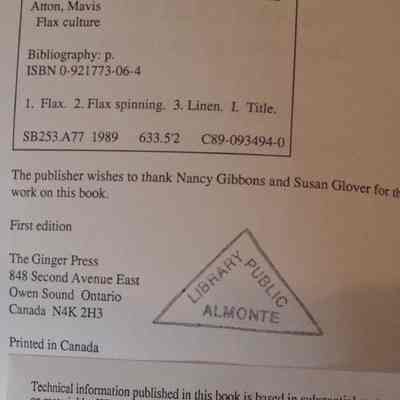 Atton, Mavis
Flax culture
Bibliography: p.
ISBN 0-921773-06-4
1. Flax. 2. Flax spinning. 3. Linen. I. Title.
SB253.A77 1989 633.5'2 C89-093494-0
The publisher wishes to thank Nancy Gibbons and Susan Glover for
work on this book.
First edition
The Ginger Press
848 Second Avenue East
Owen Sound Ontario
Canada N4K 2H3
LIBRARY PUBLIC
ALMONTE
Printed in Canada
Technical information published in this book is based in